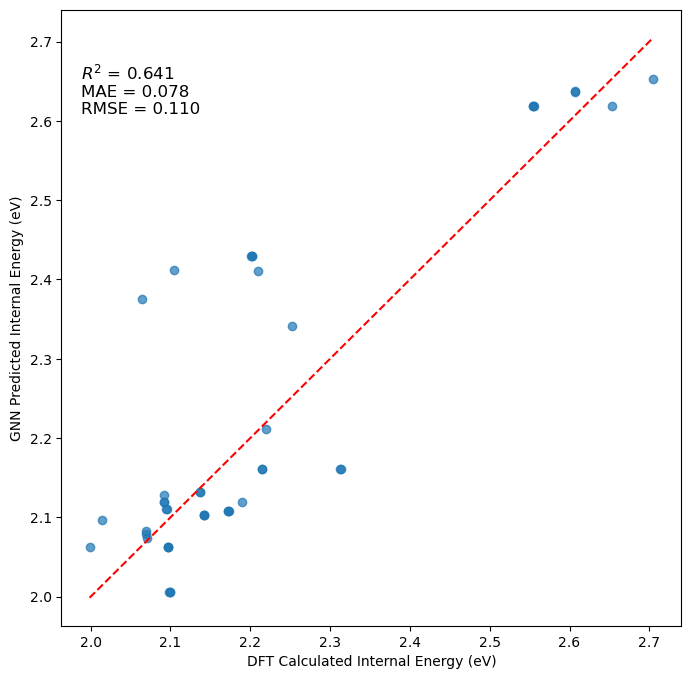 2.7
2.6
2.5
2.4
2.3
2.2
2.1
2.0
GNN Predicted Internal Energy (eV)
R² = 0.641
MAE = 0.078
RMSE = 0.110
2.0 2.1 2.2 2.3 2.4 2.5 2.6 2.7
DFT Calculated Internal Energy (eV)